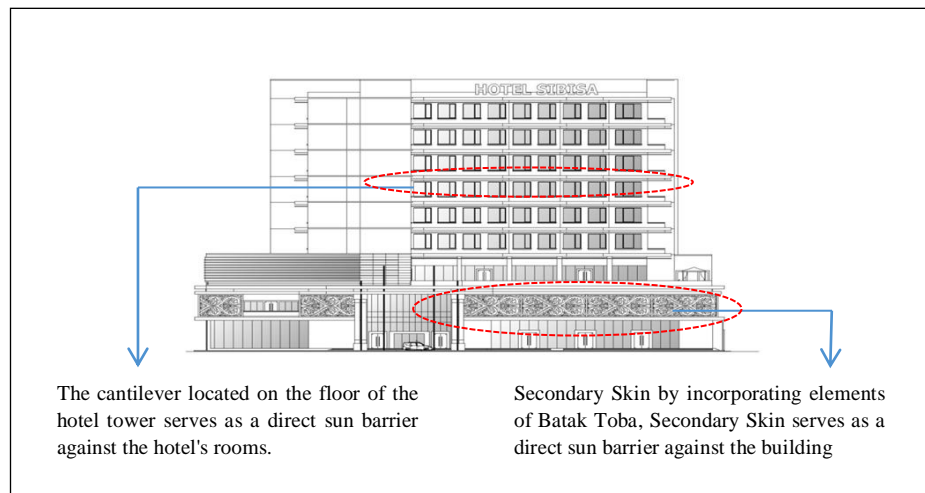 HOTEL SIBISA
The cantilever located on the floor of the
hotel tower serves as a direct sun barrier
against the hotel's rooms.
Secondary Skin by incorporating elements
of Batak Toba, Secondary Skin serves as a
direct sun barrier against the building